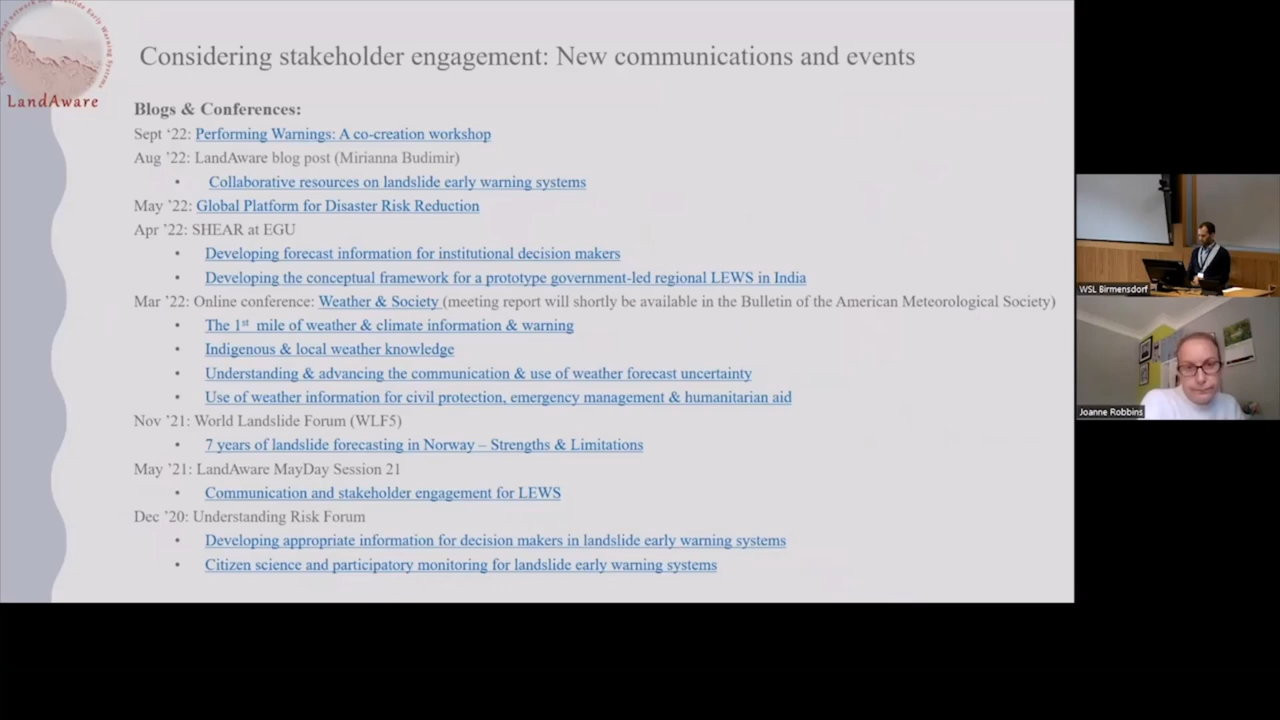 LandAware
Considering stakeholder engagement: New communications and events
Blogs & Conferences:
Sept ‘22: Performing Warnings: A co-creation workshop
Aug ’22: LandAware blog post (Mirianna Budimir)
• Collaborative resources on landslide early warning systems
May ’22: Global Platform for Disaster Risk Reduction
Apr ’22: SHEAR at EGU
• Developing forecast information for institutional decision makers
• Developing the conceptual framework for a prototype government-led regional LEWS in India
Mar ’22: Online conference: Weather & Society (meeting report will shortly be available in the Bulletin of the American Meteorological Society)
• The 1st mile of weather & climate information & warning
• Indigenous & local weather knowledge
• Understanding & advancing the communication & use of weather forecast uncertainty
• Use of weather information for civil protection, emergency management & humanitarian aid
Nov ’21: World Landslide Forum (WLF5)
• 7 years of landslide forecasting in Norway – Strengths & Limitations
May ’21: LandAware MayDay Session 21
• Communication and stakeholder engagement for LEWS
Dec ’20: Understanding Risk Forum
• Developing appropriate information for decision makers in landslide early warning systems
• Citizen science and participatory monitoring for landslide early warning systems
WSL Birmensdorf
Joanne Robbins